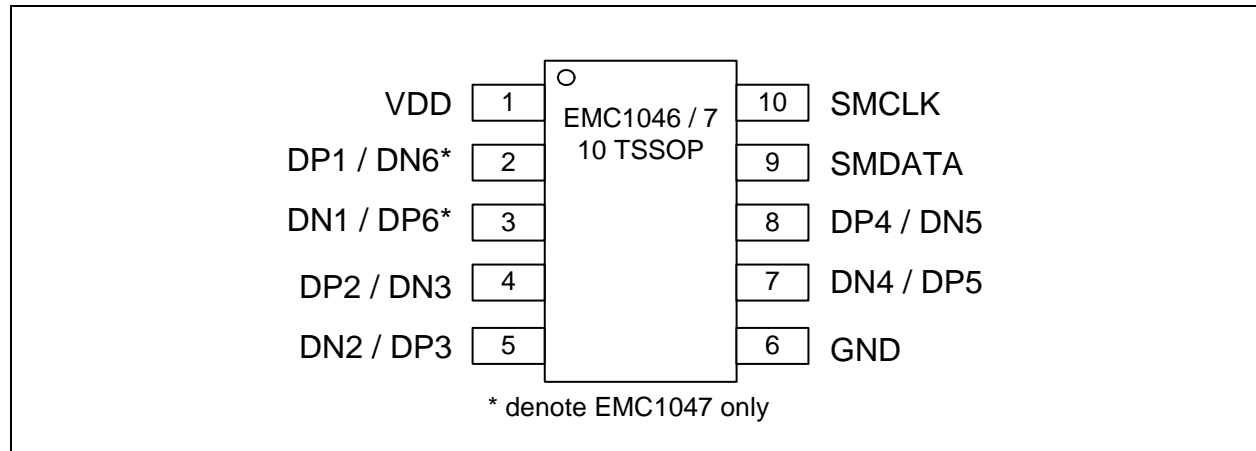 VDD 1
DP1 / DN6* 2
DN1 / DP6* 3
DP2 / DN3 4
DN2 / DP3 5
EMC1046 / 7
10 TSSOP
10 SMCLK
9 SMDATA
8 DP4 / DN5
7 DN4 / DP5
6 GND
* denote EMC1047 only